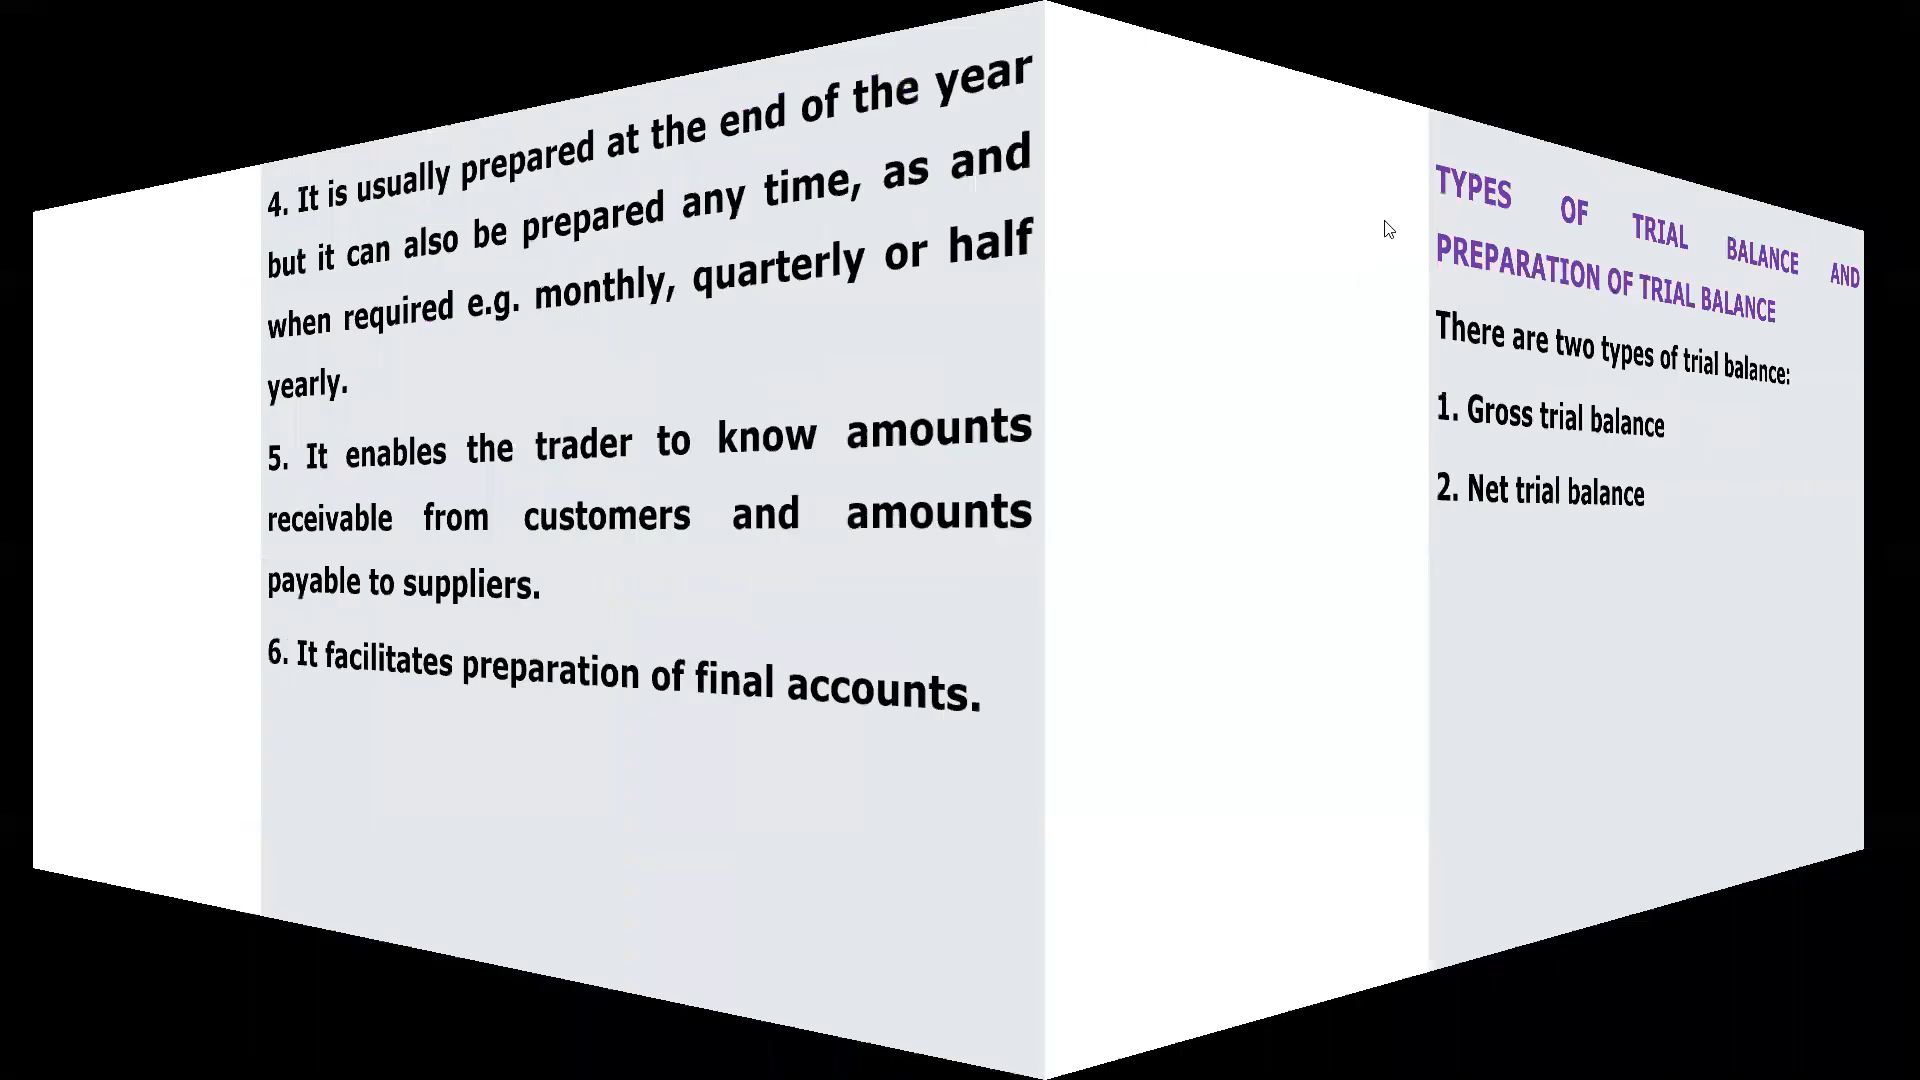 4. It is usually prepared at the end of the year
but it can also be prepared any time, as and
when required e.g. monthly, quarterly or half
yearly.
5. It enables the trader to know amounts
receivable from customers and amounts
payable to suppliers.
6. It facilitates preparation of final accounts.
TYPES OF TRIAL BALANCE AND
PREPARATION OF TRIAL BALANCE
There are two types of trial balance:
1. Gross trial balance
2. Net trial balance